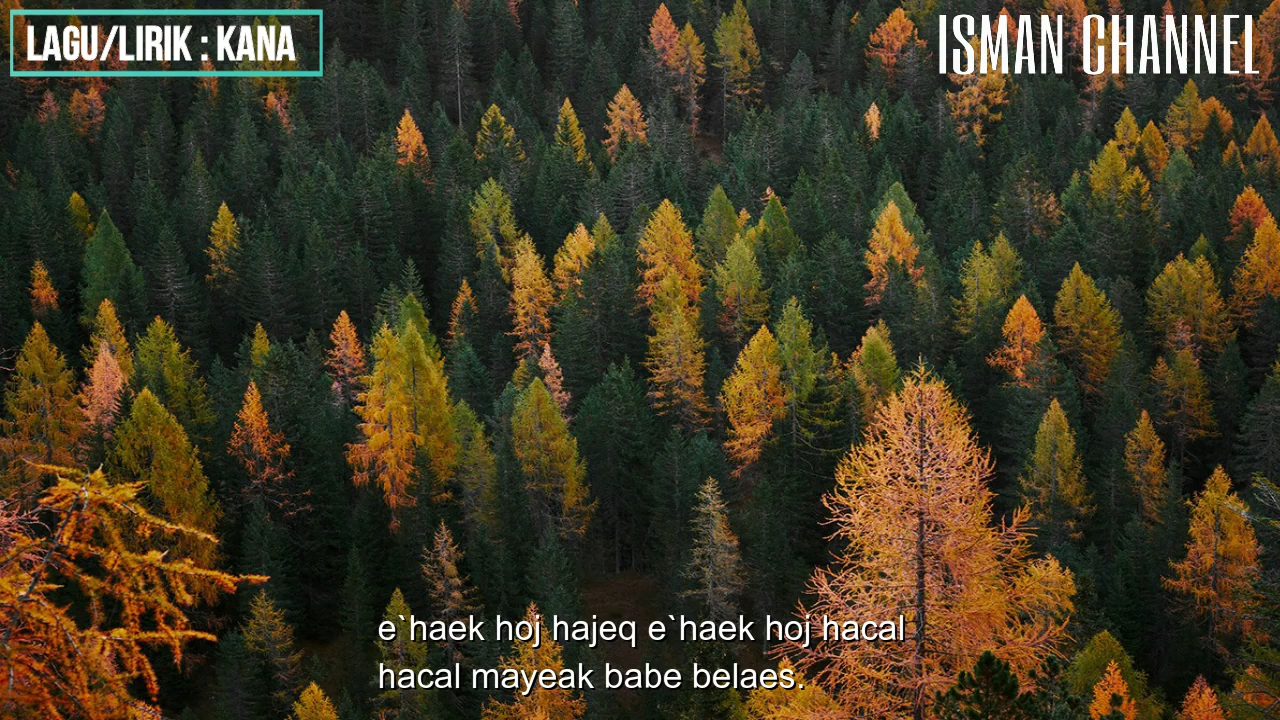 LAGU/LIRIK : KANA
ISMAN CHANNEL
e`haek hoj hajeq e`haek hoj hacal
hacal mayeak babe belaes.